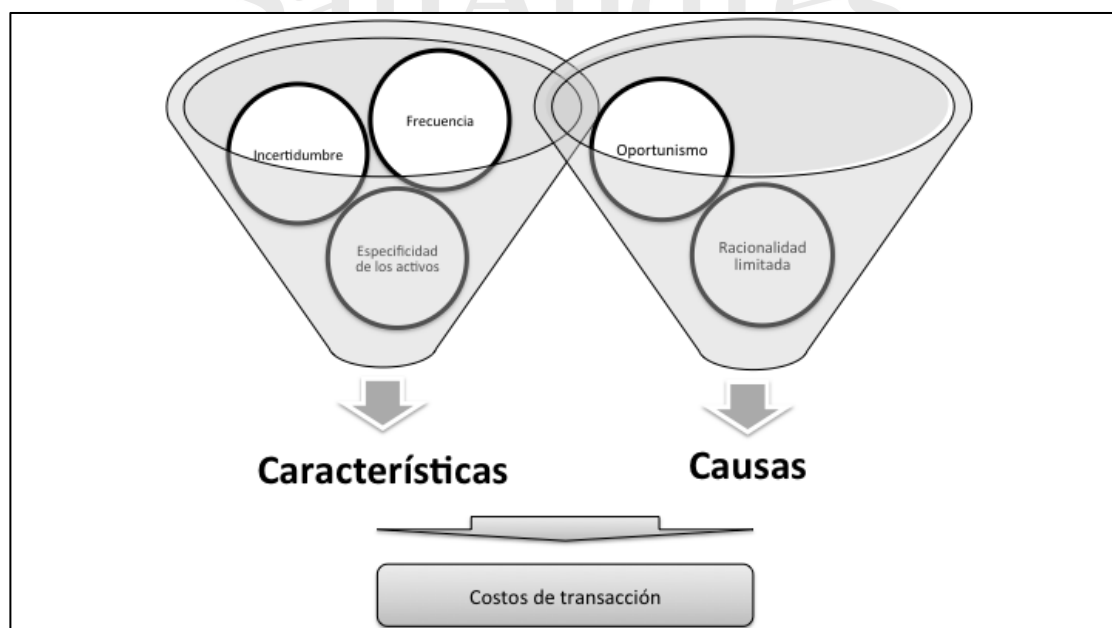 Frecuencia
Incertidumbre
Oportunismo
Especificidad
de los activos
Racionalidad
limitada
Características
Causas
Costos de transacción